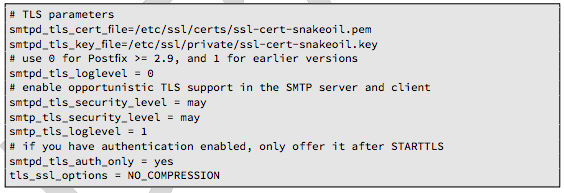 # TLS parameters
smtpd_tls_cert_file=/etc/ssl/certs/ssl-cert-snakeoil.pem
smtpd_tls_key_file=/etc/ssl/private/ssl-cert-snakeoil.key
# use 0 for Postfix >= 2.9, and 1 for earlier versions
smtpd_tls_loglevel = 0
# enable opportunistic TLS support in the SMTP server and client
smtpd_tls_security_level = may
smtp_tls_security_level = may
smtp_tls_loglevel = 1
# if you have authentication enabled, only offer it after STARTTLS
smtpd_tls_auth_only = yes
tls_ssl_options = NO_COMPRESSION